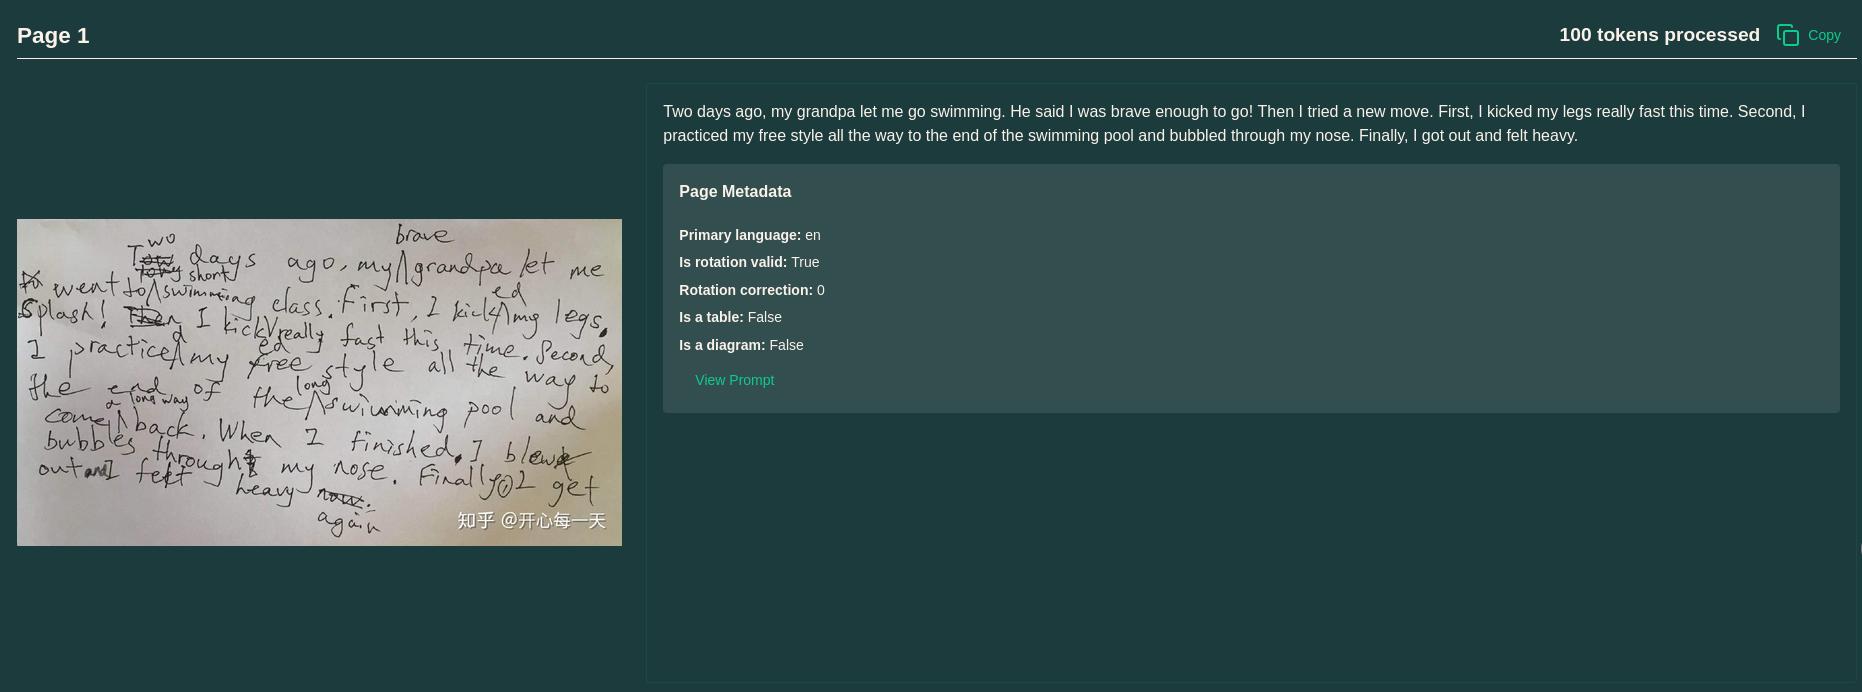 Page 1
100 tokens processed
Copy
Two days ago, my grandpa let me go swimming. He said I was brave enough to go! Then I tried a new move. First, I kicked my legs really fast this time. Second, I
practiced my free style all the way to the end of the swimming pool and bubbled through my nose. Finally, I got out and felt heavy.
Page Metadata
Primary language: en
Is rotation valid: True
Rotation correction: 0
Is a table: False
Is a diagram: False
View Prompt
wo brave
T days ago, my grandpa let me
short
went to swimming class. First, I kick ed my legs.
Splash! Then I kick ed really fast this time. Second,
I practice d my free style all the way to
the end of the long swimming pool and
come a long way back. When I finished, I blew
bubbles through my nose. Finally, I get
out and felt heavy now.
again
知乎 @开心每一天